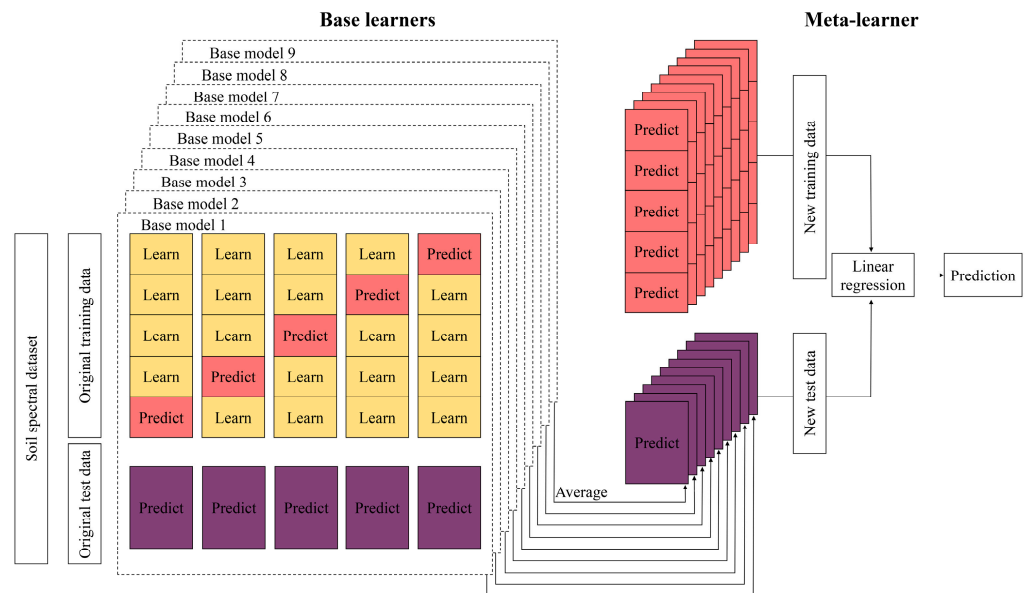 Base learners
Meta-learner
Base model 9
Base model 8
Base model 7
Base model 6
Base model 5
Base model 4
Base model 3
Base model 2
Base model 1
Soil spectral dataset
Original training data
Original test data
Learn Learn Learn Learn Predict
Learn Learn Learn Predict Learn
Learn Learn Predict Learn Learn
Learn Predict Learn Learn Learn
Predict Learn Learn Learn Learn
Predict Predict Predict Predict Predict
Average
Predict
Predict
Predict
Predict
Predict
Predict
New training data
New test data
Linear
regression
Prediction